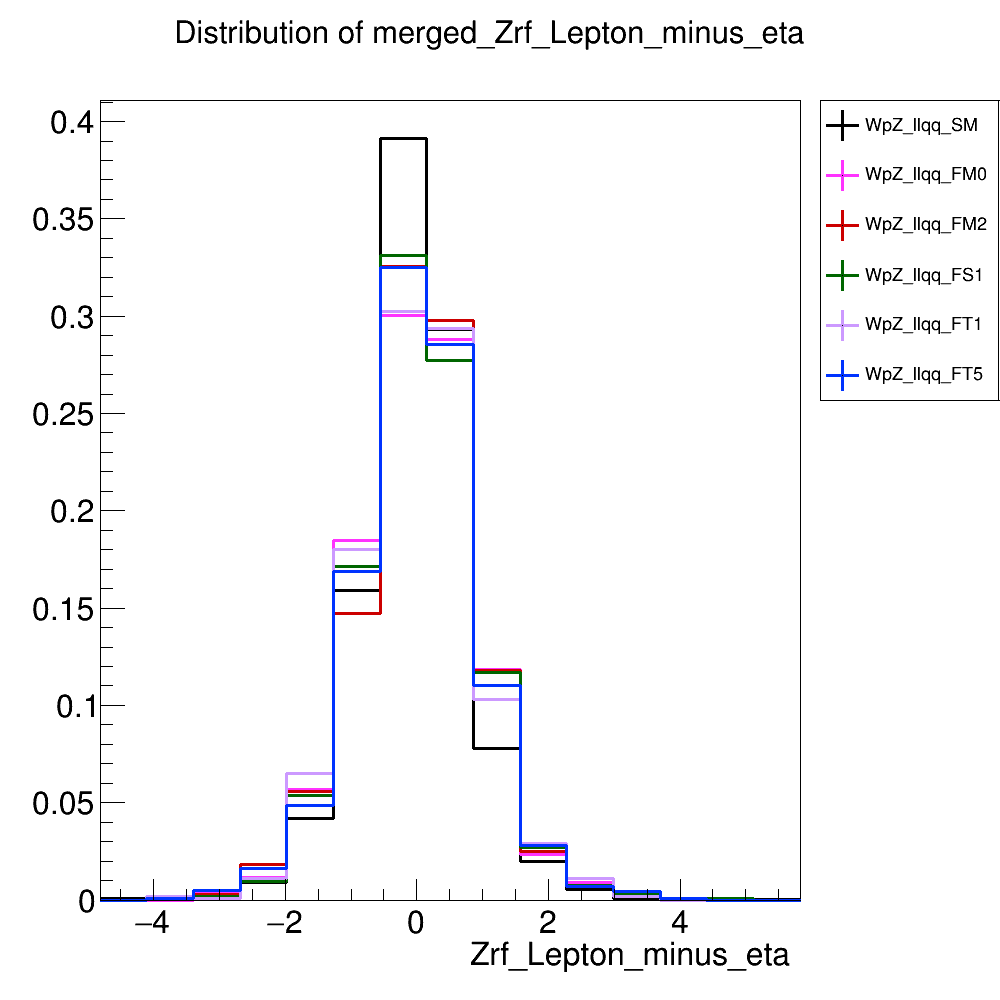 Distribution of merged_Zrf_Lepton_minus_eta
0.4
0.35
0.3
0.25
0.2
0.15
0.1
0.05
0
−4
−2
0
2
4
Zrf_Lepton_minus_eta
WpZ_llqq_SM
WpZ_llqq_FM0
WpZ_llqq_FM2
WpZ_llqq_FS1
WpZ_llqq_FT1
WpZ_llqq_FT5